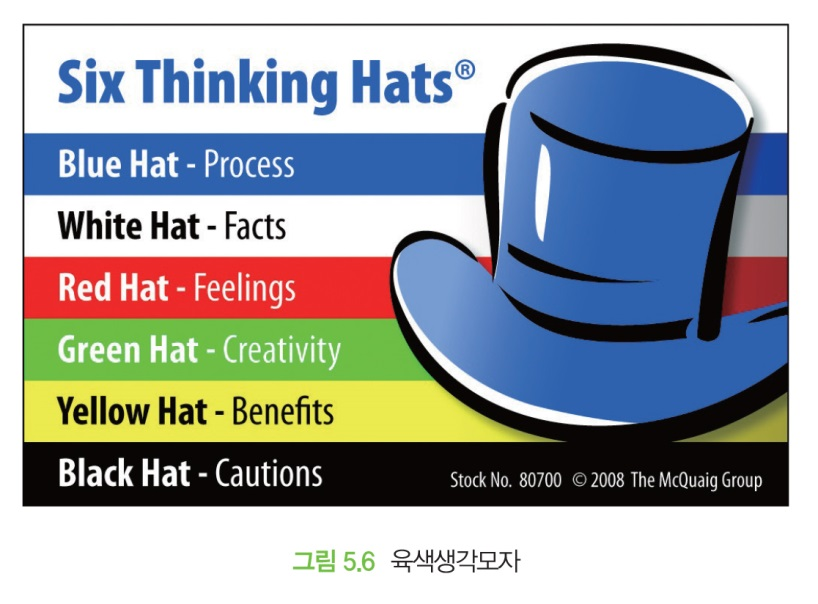 Six Thinking Hats®
Blue Hat - Process
White Hat - Facts
Red Hat - Feelings
Green Hat - Creativity
Yellow Hat - Benefits
Black Hat - Cautions
Stock No. 80700 © 2008 The McQuaig Group
그림 5.6 육색생각모자